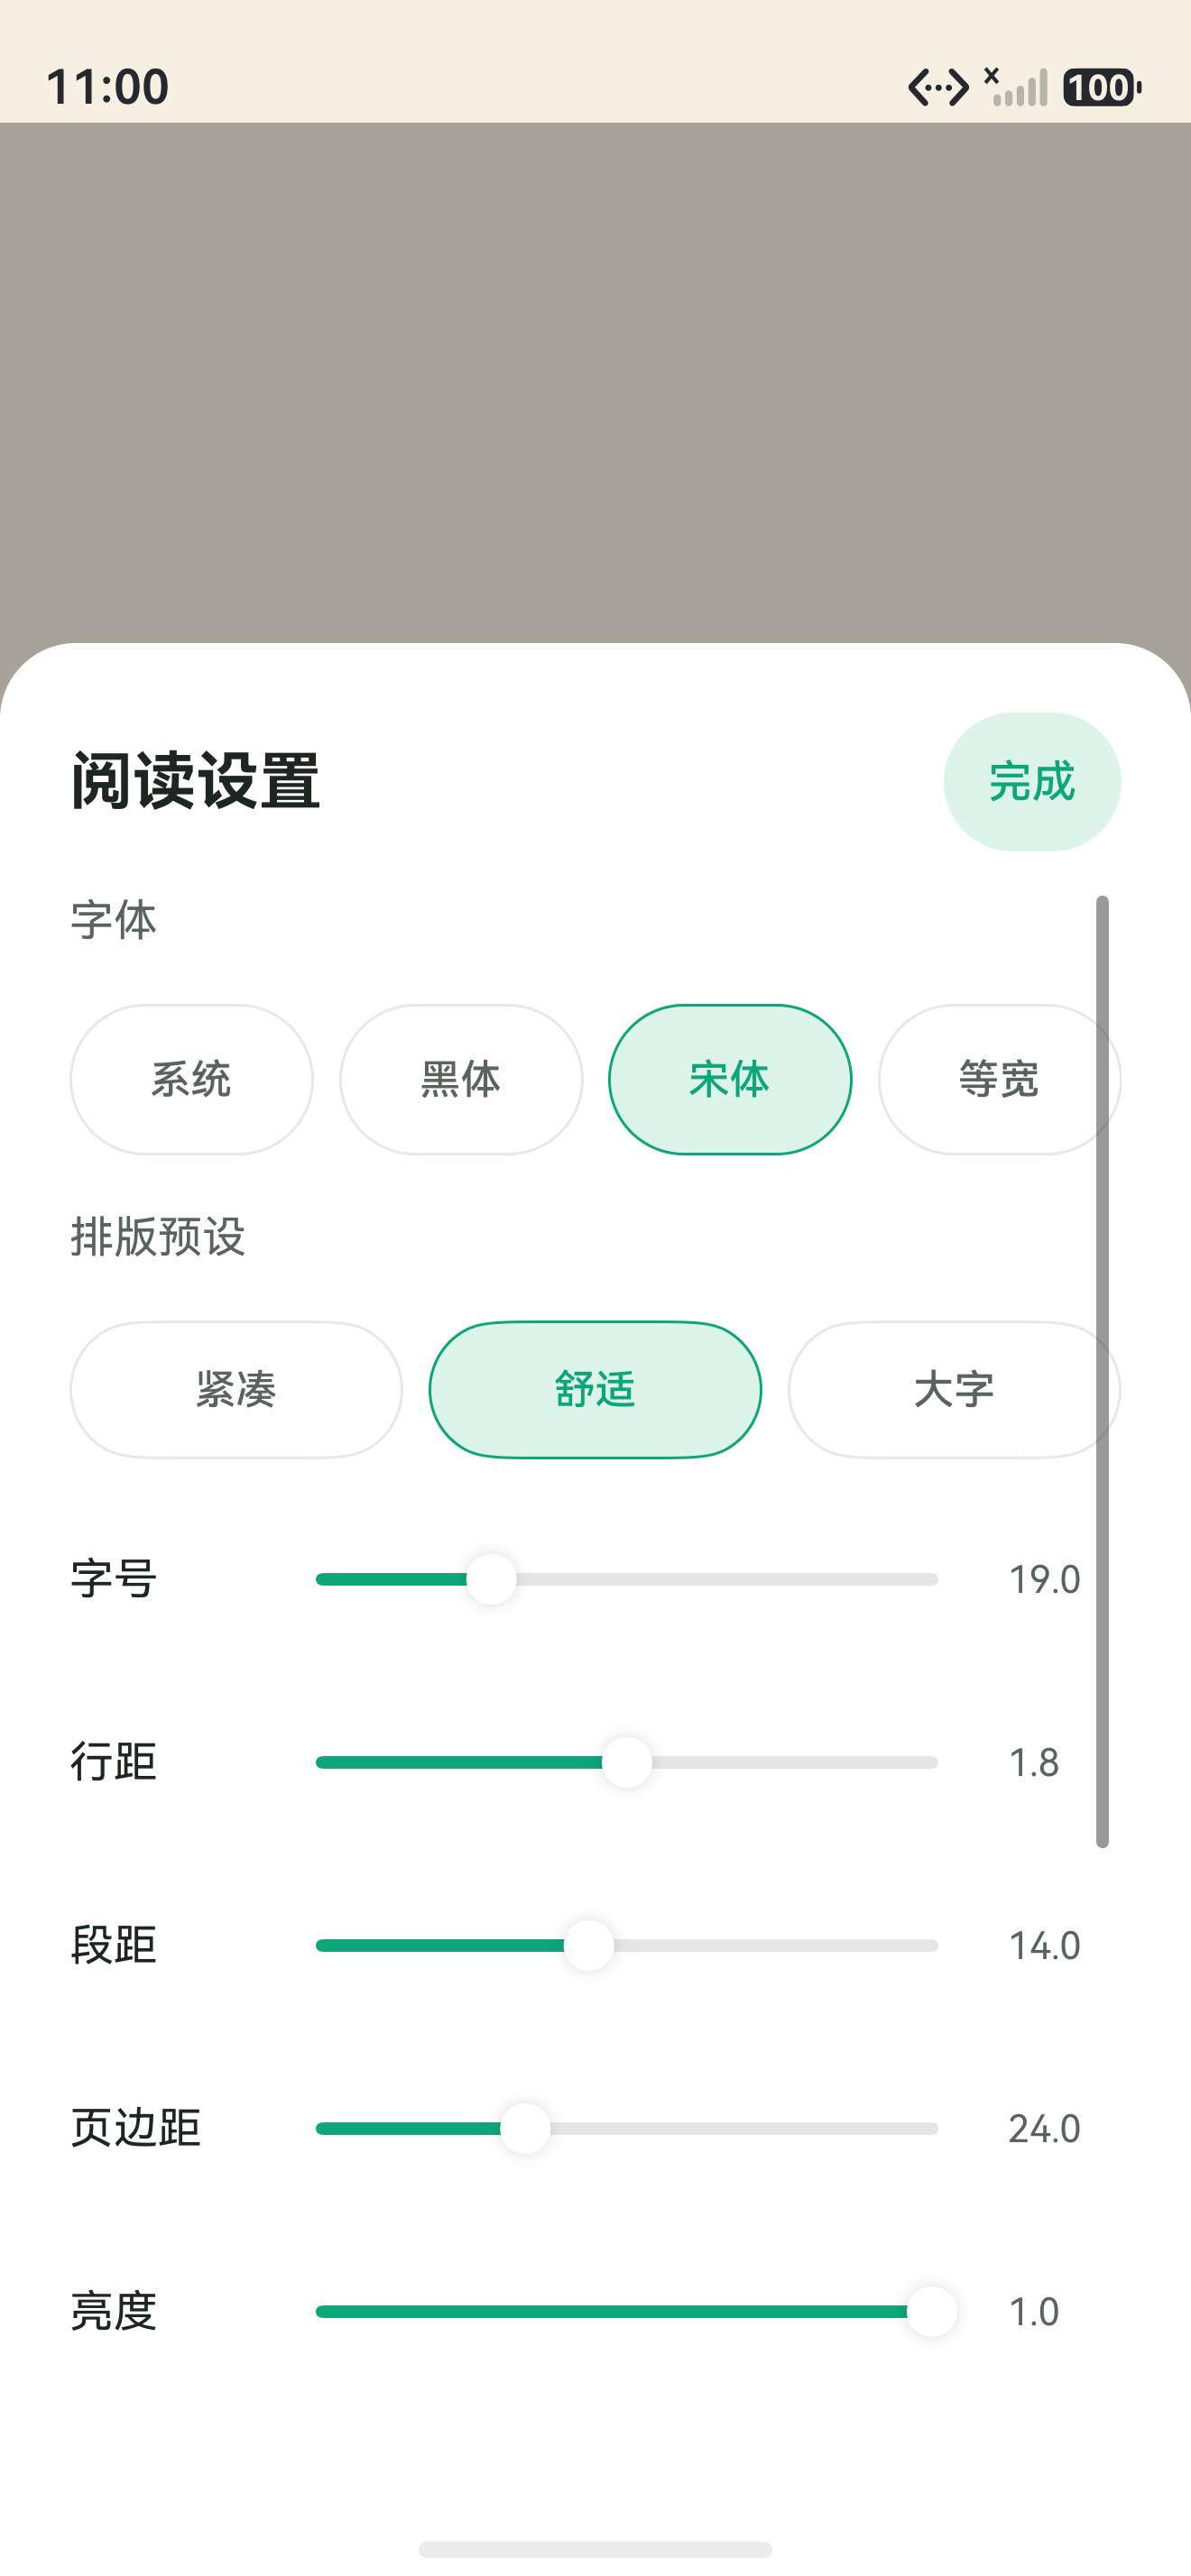 11:00
100
阅读设置
完成
字体
系统 黑体 宋体 等宽
排版预设
紧凑 舒适 大字
字号 19.0
行距 1.8
段距 14.0
页边距 24.0
亮度 1.0